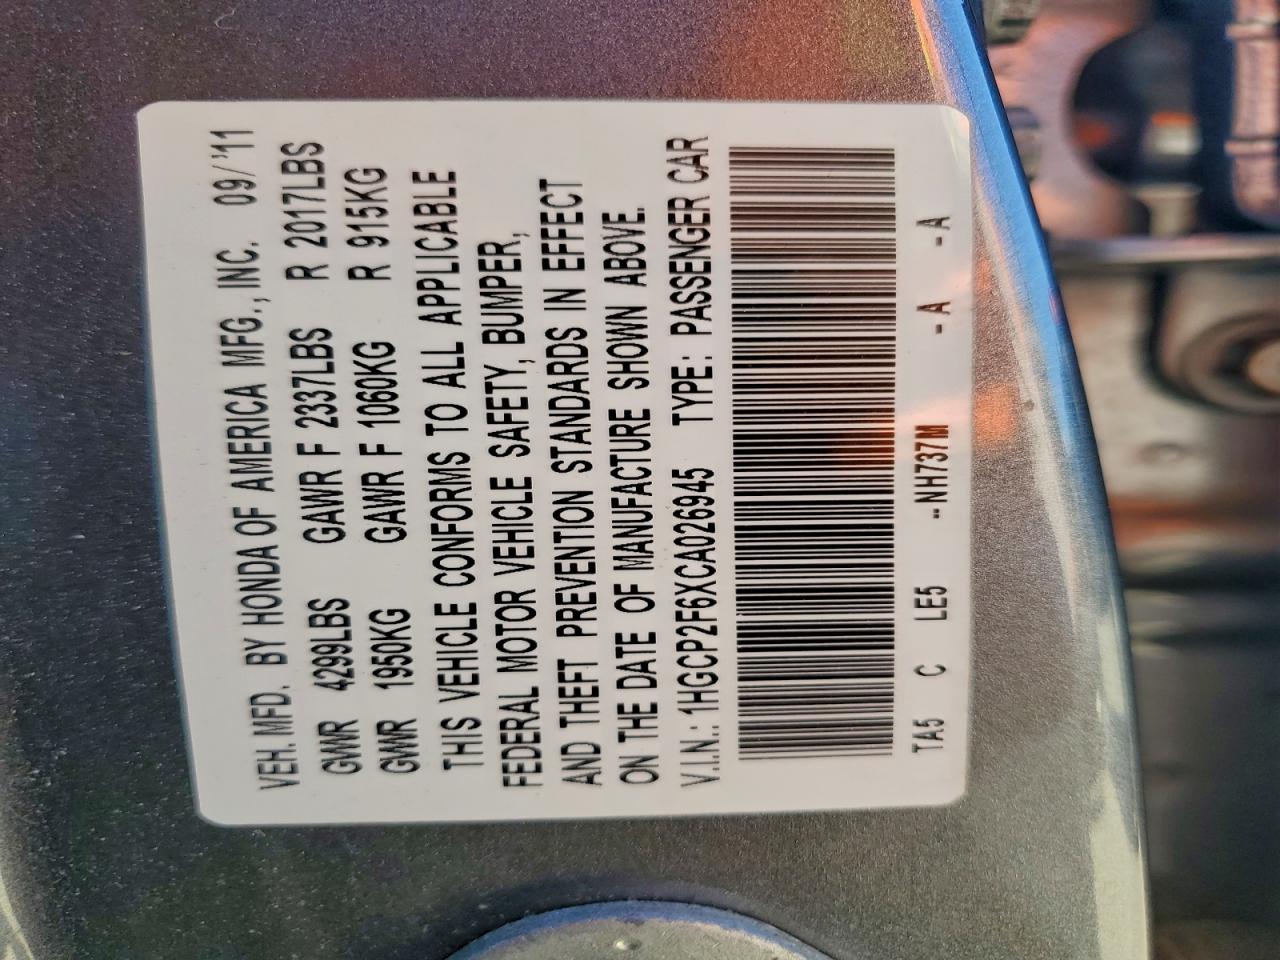 VEH. MFD. BY HONDA OF AMERICA MFG., INC. 09/'11
GVWR 4299LBS GAWR F 2337LBS R 2017LBS
GVWR 1950KG GAWR F 1060KG R 915KG
THIS VEHICLE CONFORMS TO ALL APPLICABLE
FEDERAL MOTOR VEHICLE SAFETY, BUMPER,
AND THEFT PREVENTION STANDARDS IN EFFECT
ON THE DATE OF MANUFACTURE SHOWN ABOVE.
V.I.N.: 1HGCP2F6XCA026945 TYPE: PASSENGER CAR
TA5 C LE5 --NH737M -A -A